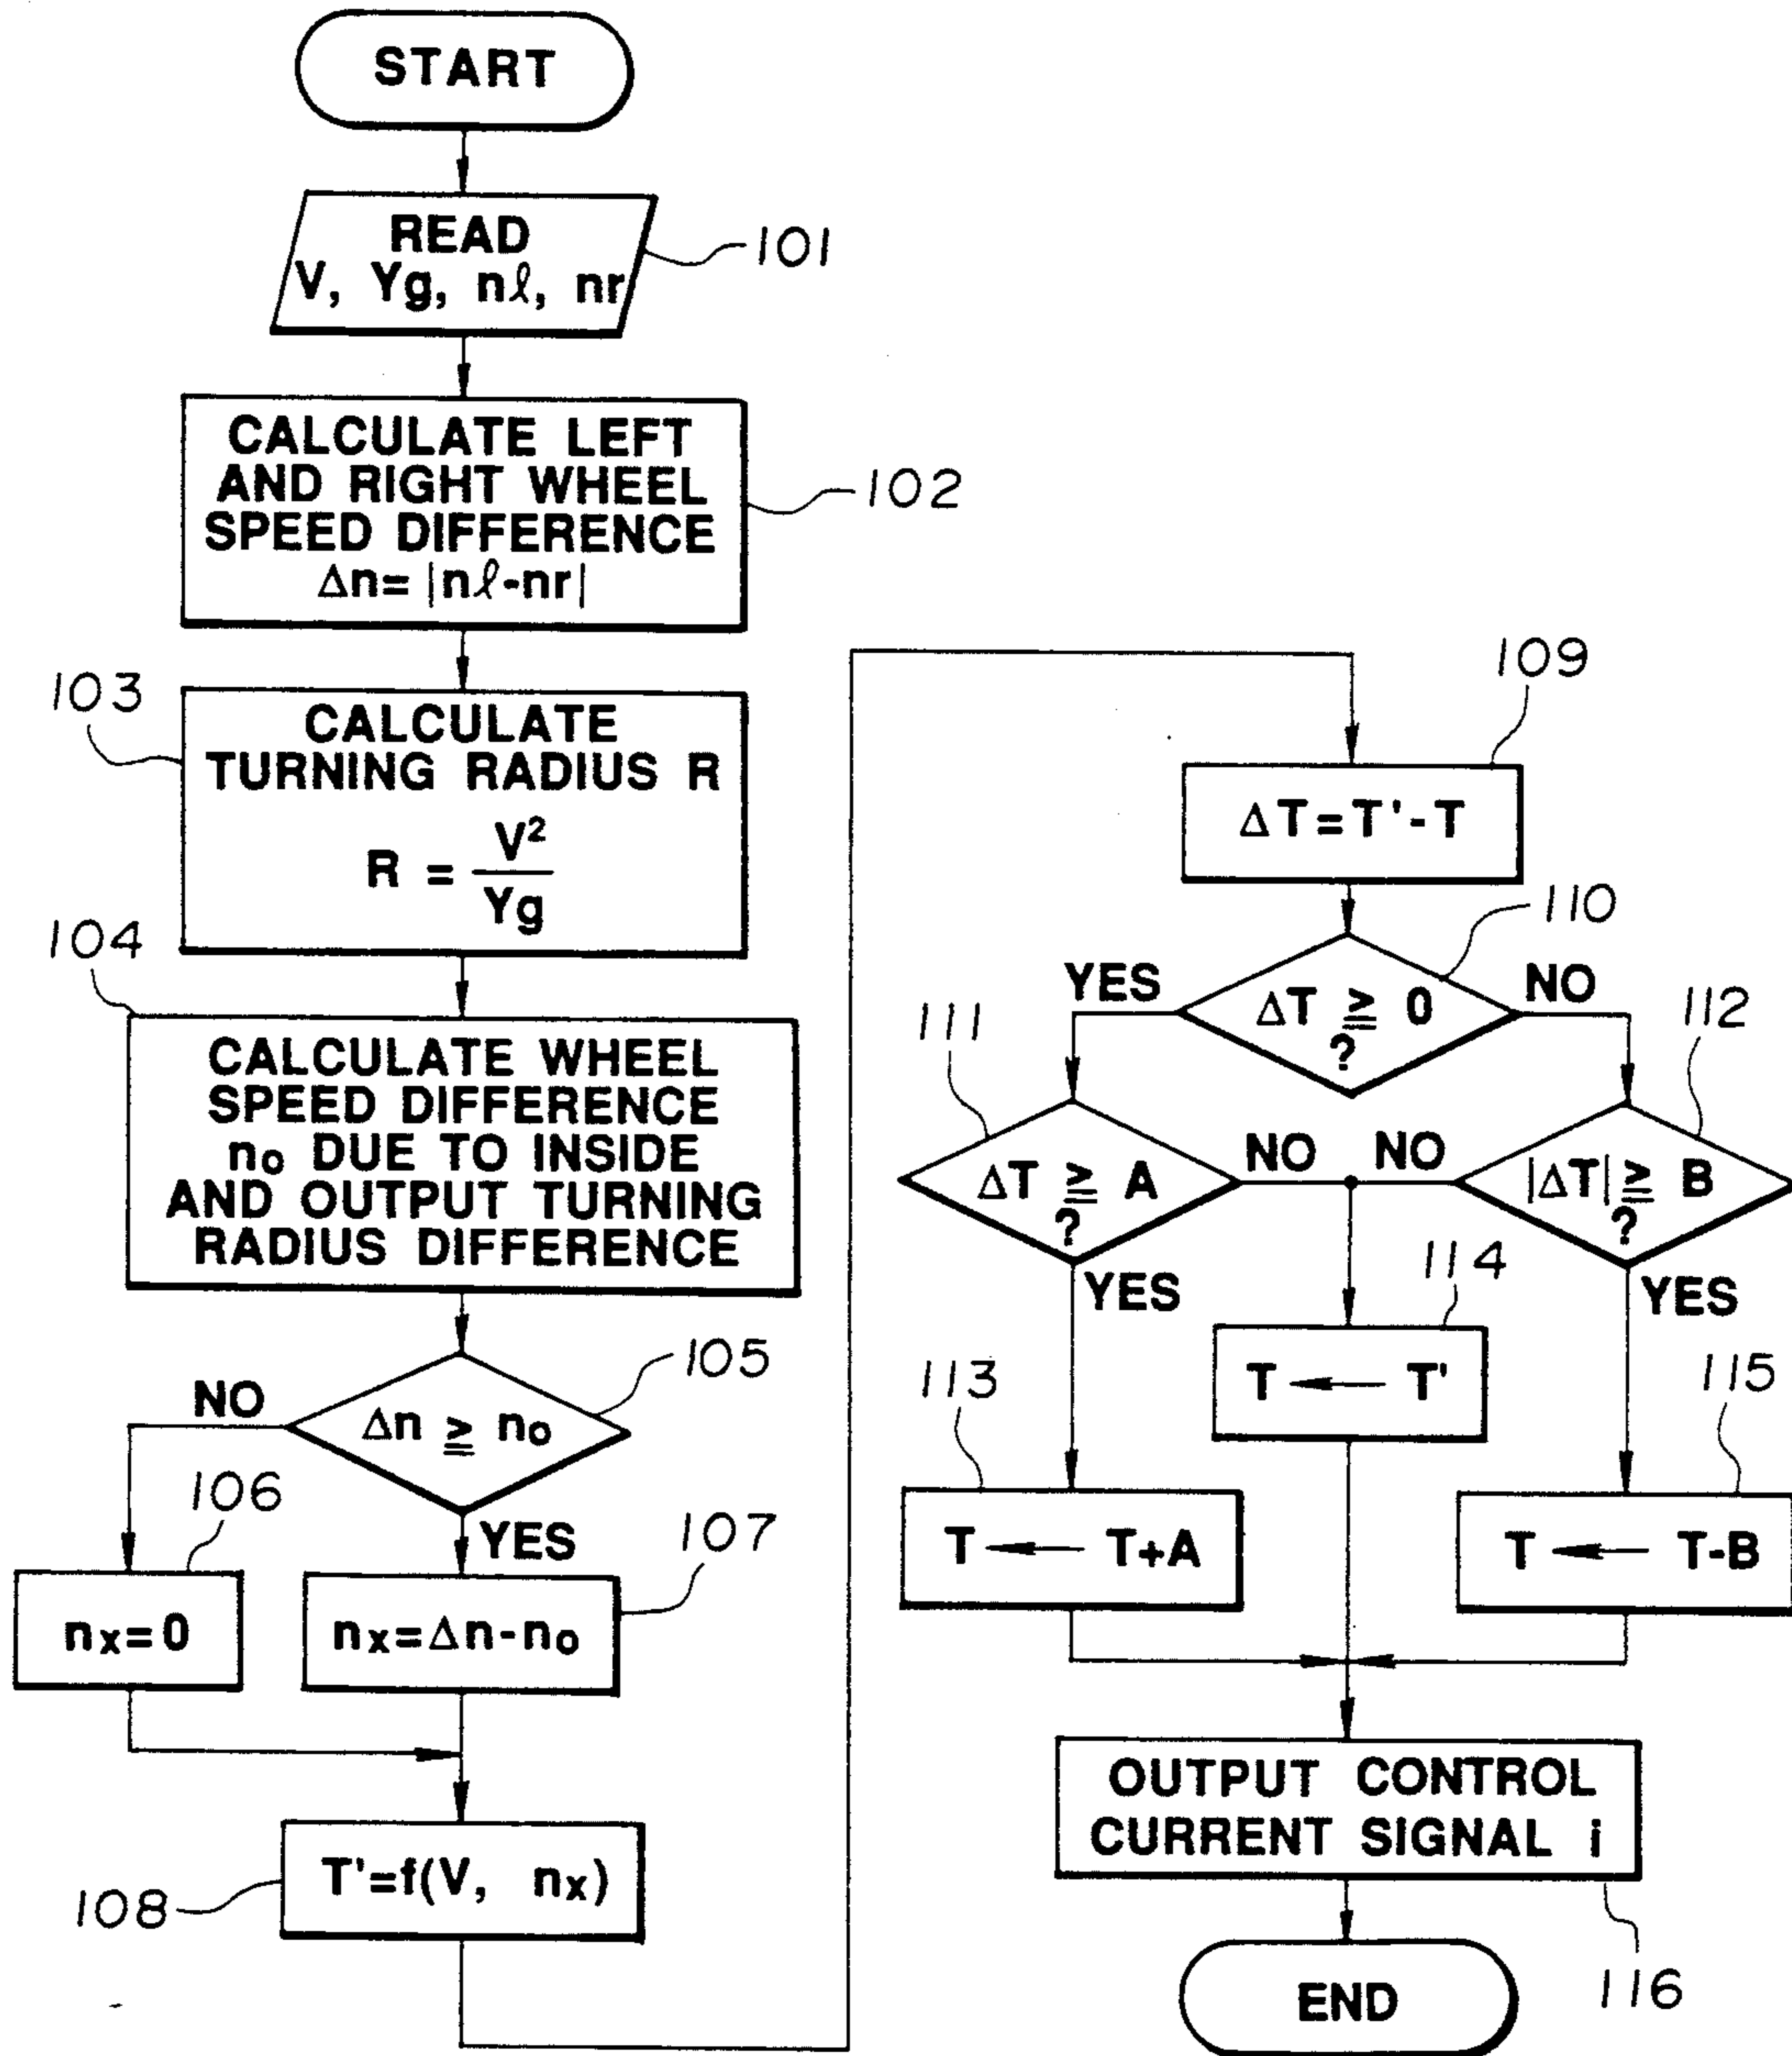 START
READ
V, Yg, nℓ, nr
101
CALCULATE LEFT
AND RIGHT WHEEL
SPEED DIFFERENCE
Δn= |nℓ-nr|
102
103
CALCULATE
TURNING RADIUS R
R = V²/Yg
104
CALCULATE WHEEL
SPEED DIFFERENCE
n₀ DUE TO INSIDE
AND OUTPUT TURNING
RADIUS DIFFERENCE
105
NO
Δn ≧ n₀
YES
106
nx=0
107
nx=Δn-n₀
T'=f(V, nx)
108
109
ΔT=T'-T
110
YES
ΔT ≧ 0
?
NO
111
ΔT ≧ A
?
NO
YES
112
NO
|ΔT| ≧ B
?
YES
113
T ← T+A
114
T ← T'
115
T ← T-B
OUTPUT CONTROL
CURRENT SIGNAL i
116
END